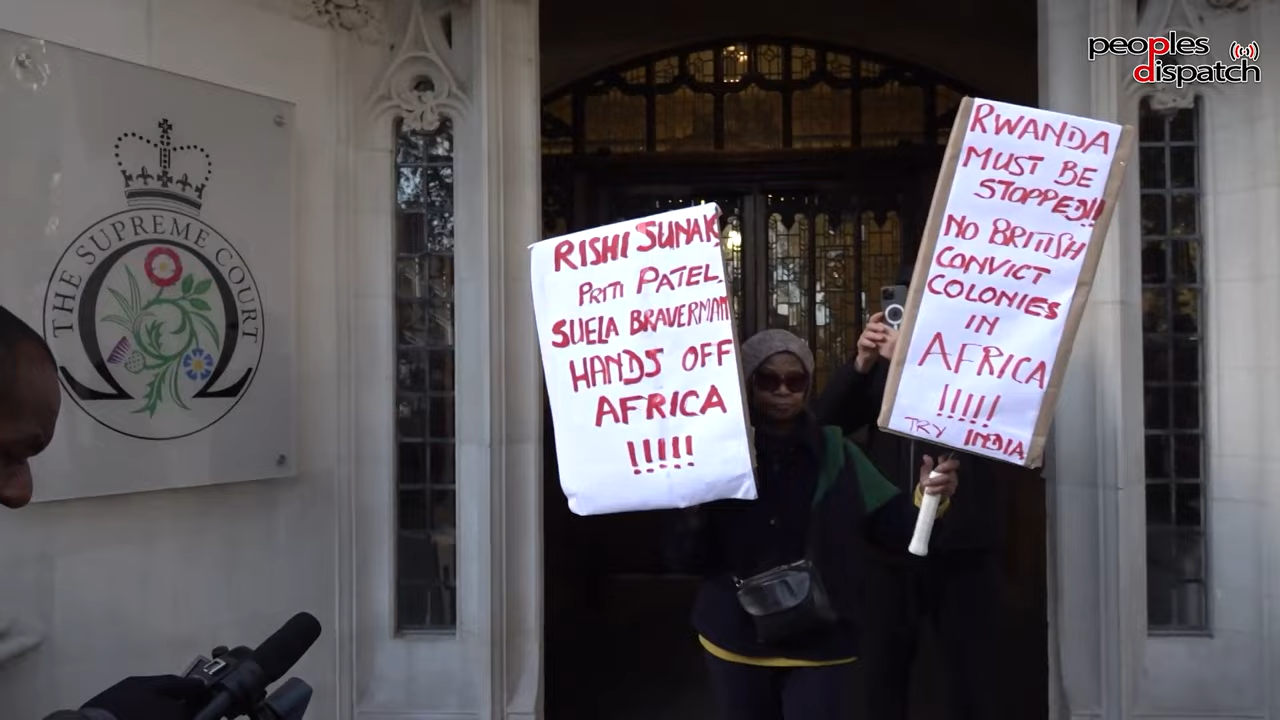 THE SUPREME COURT
RISHI SUNAK
PRITI PATEL.
SUELA BRAVERMAN
HANDS OFF
AFRICA
!!!!!
peoples
dispatch
RWANDA
MUST BE
STOPPED!!
NO BRITISH
CONVICT
COLONIES
IN
AFRICA
!!!!!
TRY INDIA